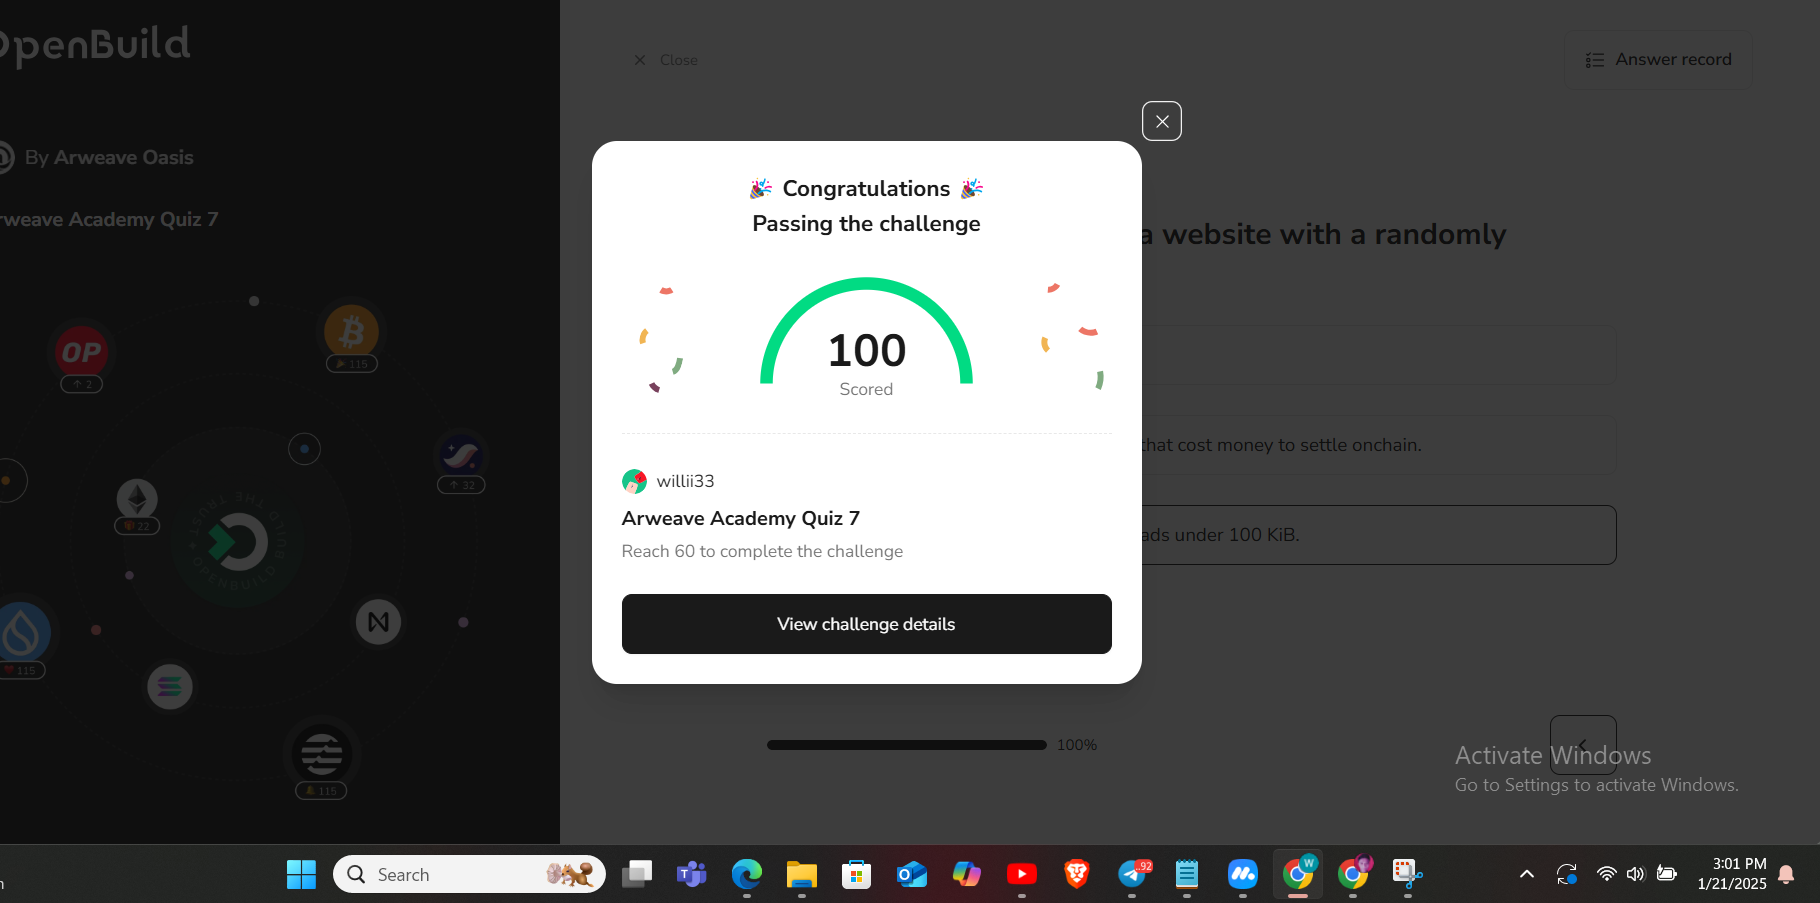 OpenBuild
Close
Answer record
By Arweave Oasis
rweave Academy Quiz 7
🎉 Congratulations 🎉
Passing the challenge
100
Scored
willii33
Arweave Academy Quiz 7
Reach 60 to complete the challenge
View challenge details
a website with a randomly
that cost money to settle onchain.
ads under 100 KiB.
100%
OP
2
115
32
22
115
115
Activate Windows
Go to Settings to activate Windows.
Search
92
W
3:01 PM
1/21/2025